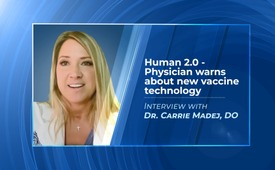 Human 2.0 -
Physician warns
about new vaccine
technology
Interview with
Dr. Carrie Madej, DO